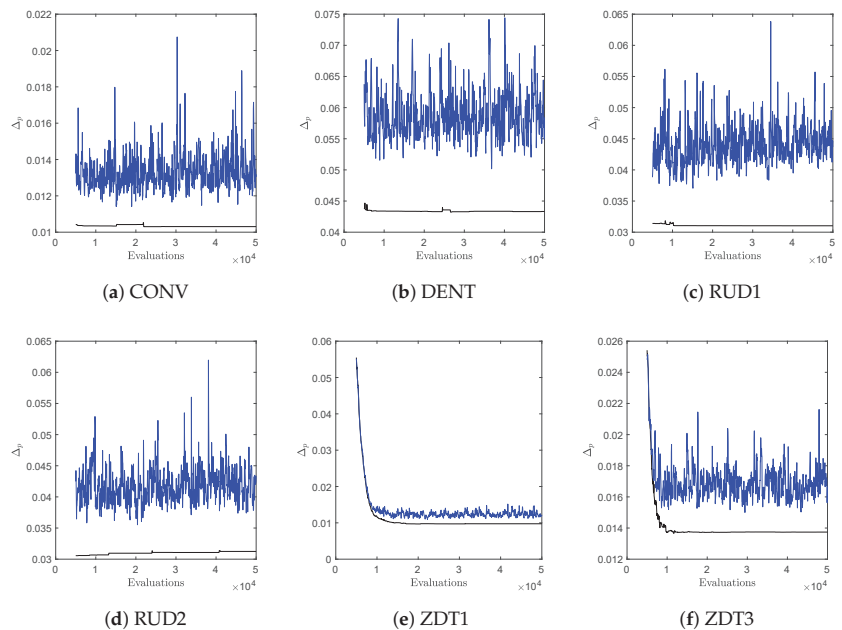 0.022
0.02
0.018
0.016
0.014
0.012
0.01
Δp
0 1 2 3 4 5
Evaluations ×10^4
(a) CONV
0.075
0.07
0.065
0.06
0.055
0.05
0.045
0.04
Δp
0 1 2 3 4 5
Evaluations ×10^4
(b) DENT
0.065
0.06
0.055
0.05
0.045
0.04
0.035
0.03
Δp
0 1 2 3 4 5
Evaluations ×10^4
(c) RUD1
0.065
0.06
0.055
0.05
0.045
0.04
0.035
0.03
Δp
0 1 2 3 4 5
Evaluations ×10^4
(d) RUD2
0.06
0.05
0.04
0.03
0.02
0.01
0
Δp
0 1 2 3 4 5
Evaluations ×10^4
(e) ZDT1
0.026
0.024
0.022
0.02
0.018
0.016
0.014
0.012
Δp
0 1 2 3 4 5
Evaluations ×10^4
(f) ZDT3